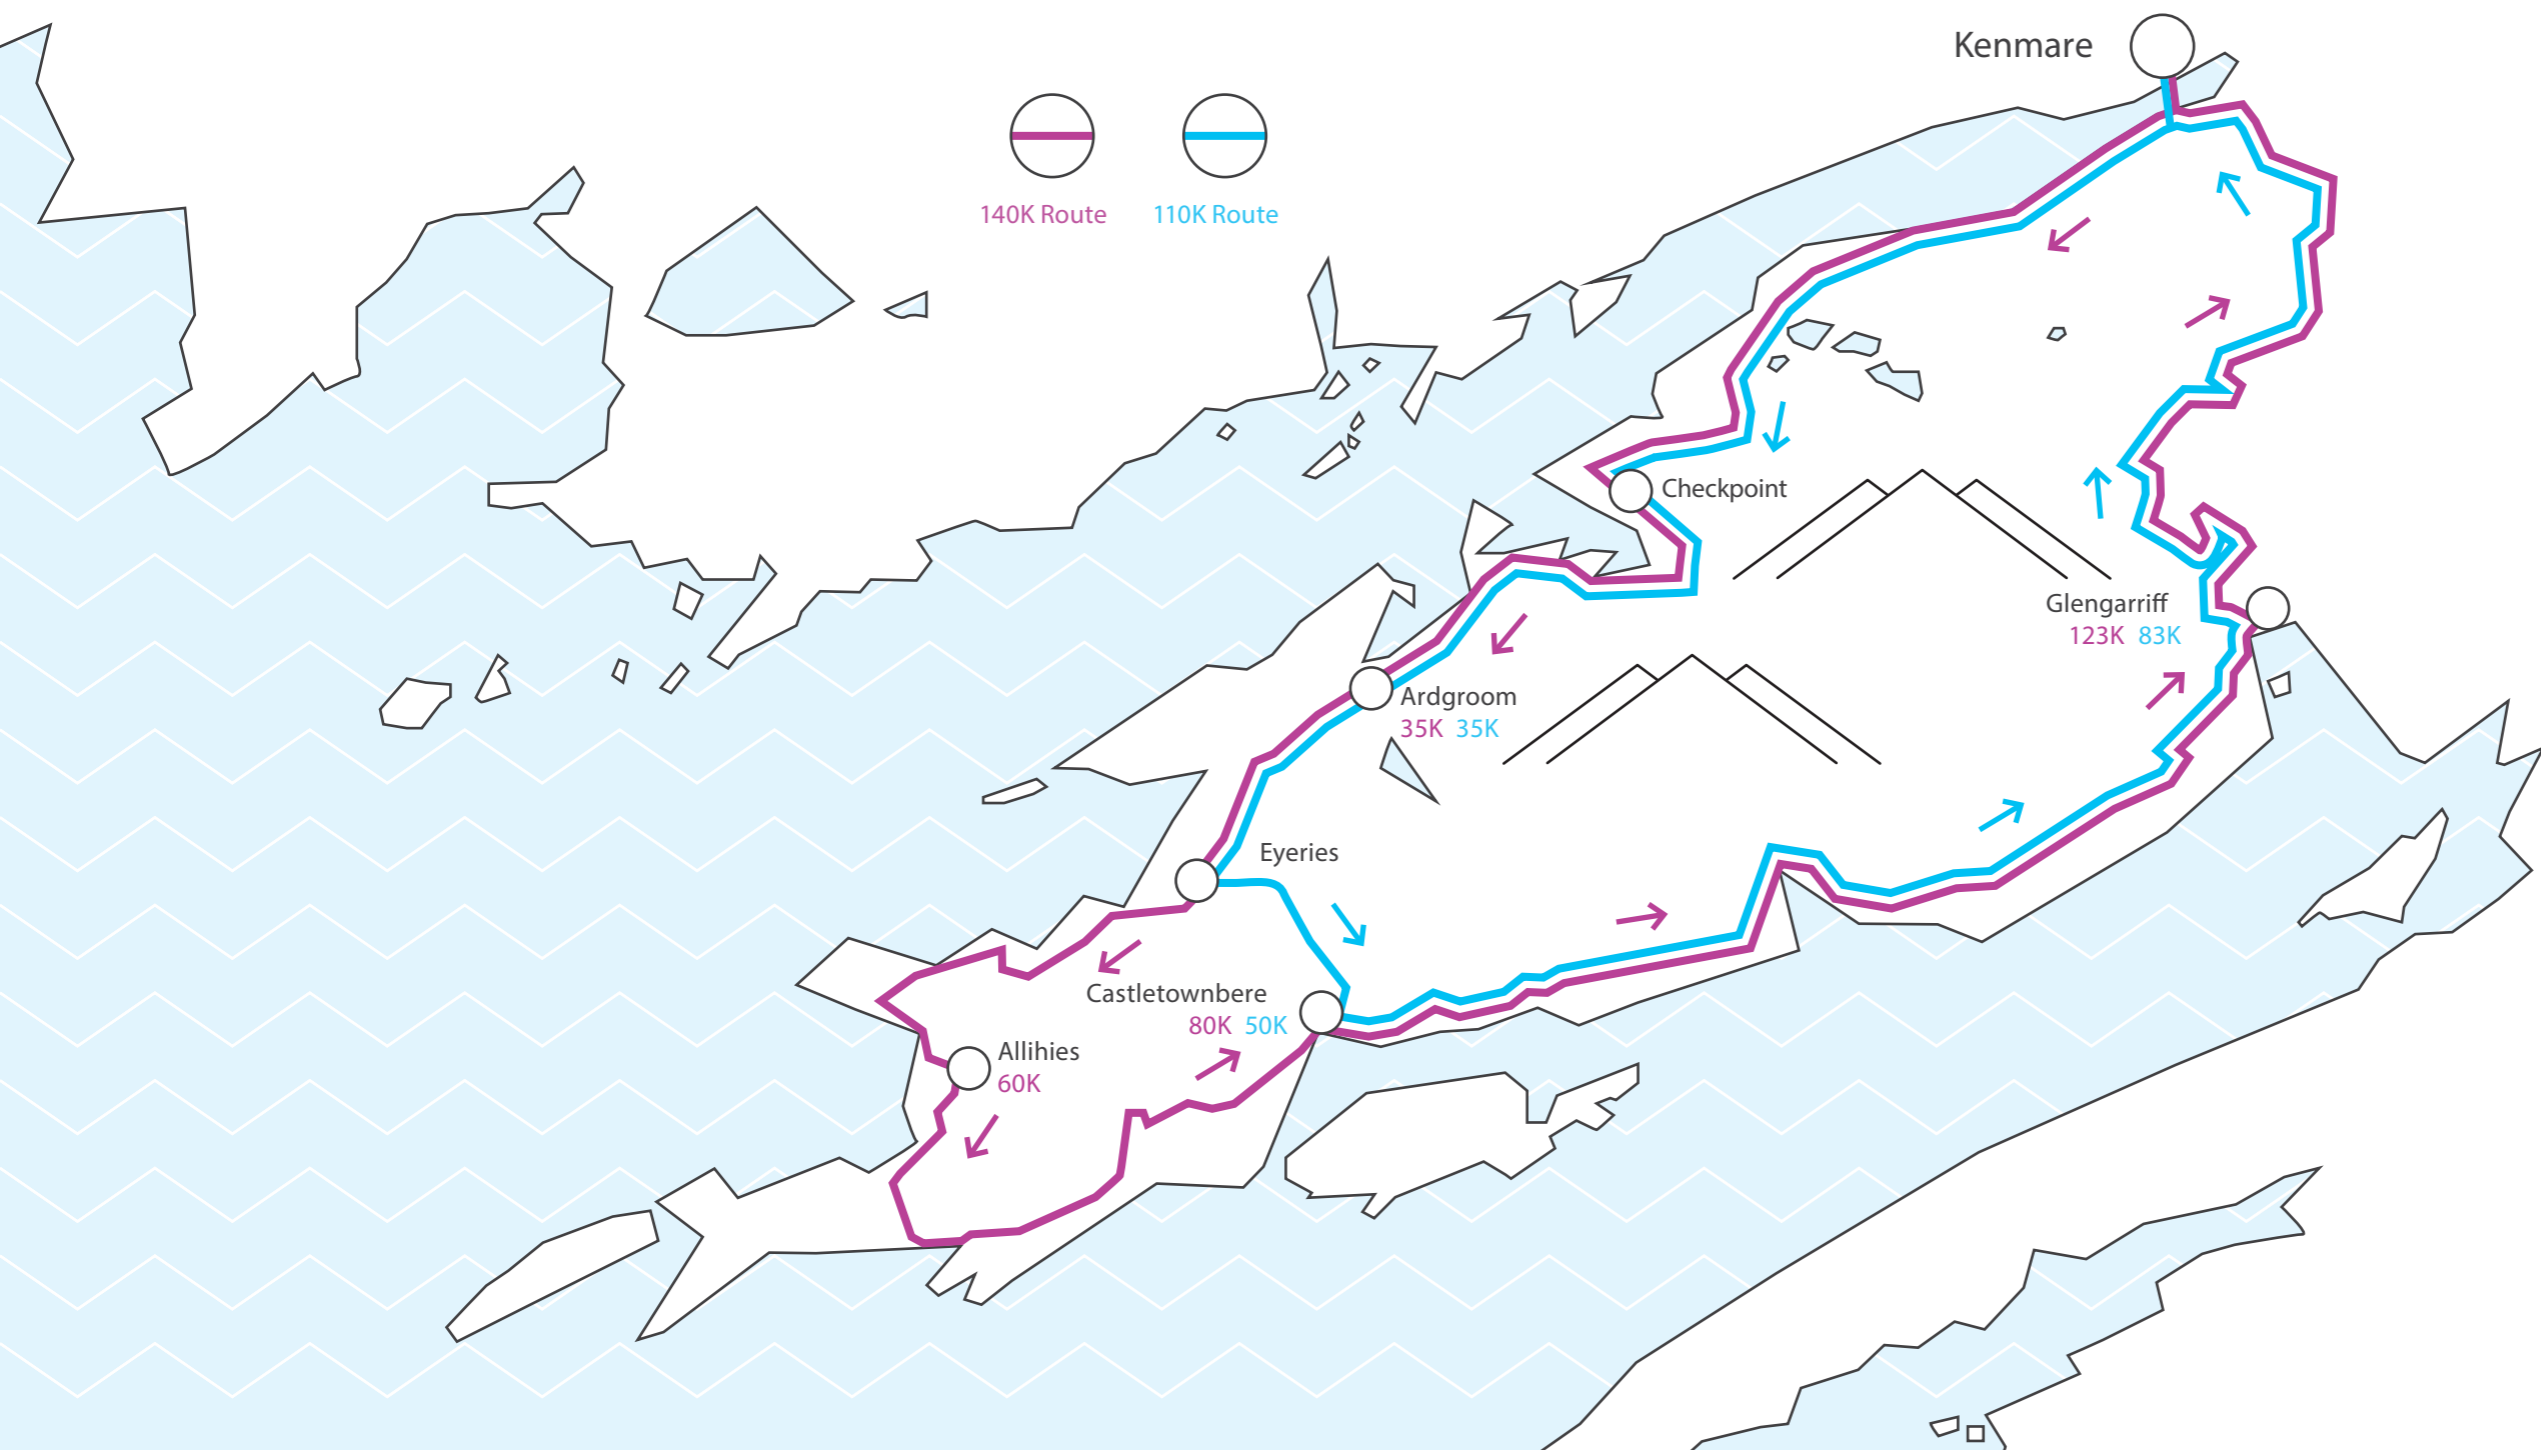 Kenmare
140K Route
110K Route
Checkpoint
Glengarriff
123K 83K
Ardgroom
35K 35K
Eyeries
Castletownbere
80K 50K
Allihies
60K